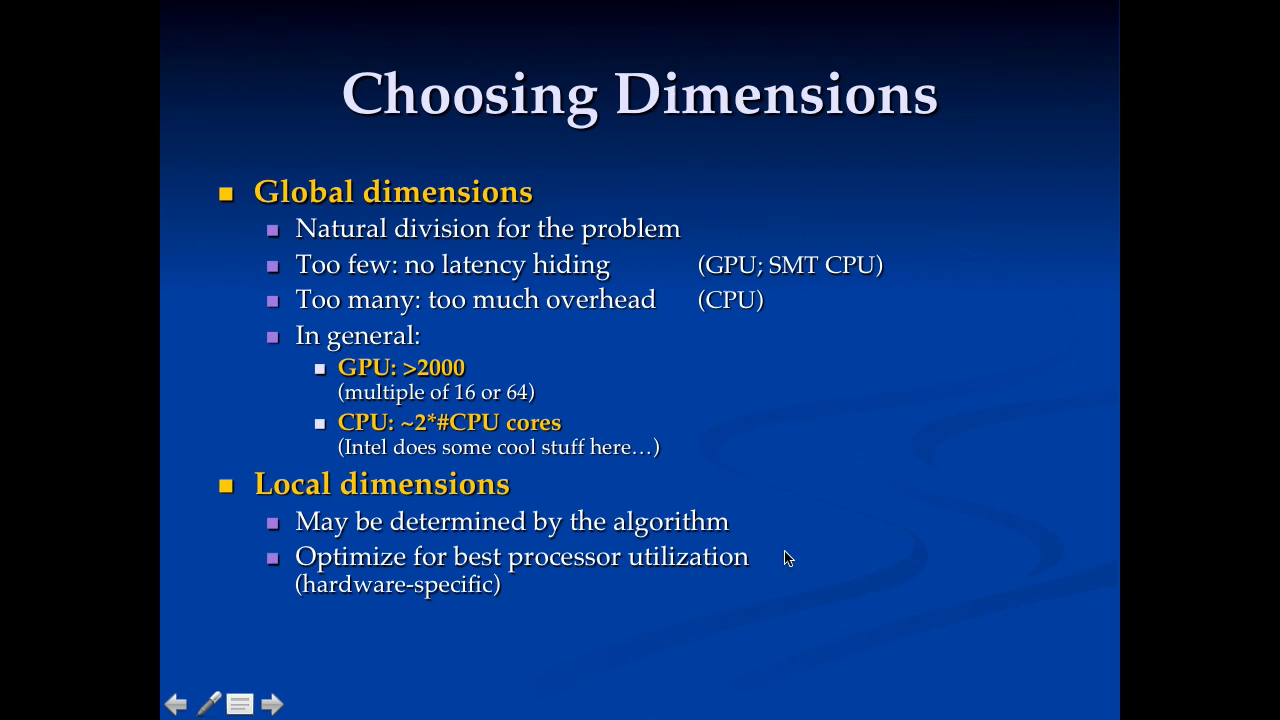 Choosing Dimensions
Global dimensions
Natural division for the problem
Too few: no latency hiding (GPU; SMT CPU)
Too many: too much overhead (CPU)
In general:
GPU: >2000
(multiple of 16 or 64)
CPU: ~2*#CPU cores
(Intel does some cool stuff here…)
Local dimensions
May be determined by the algorithm
Optimize for best processor utilization
(hardware-specific)